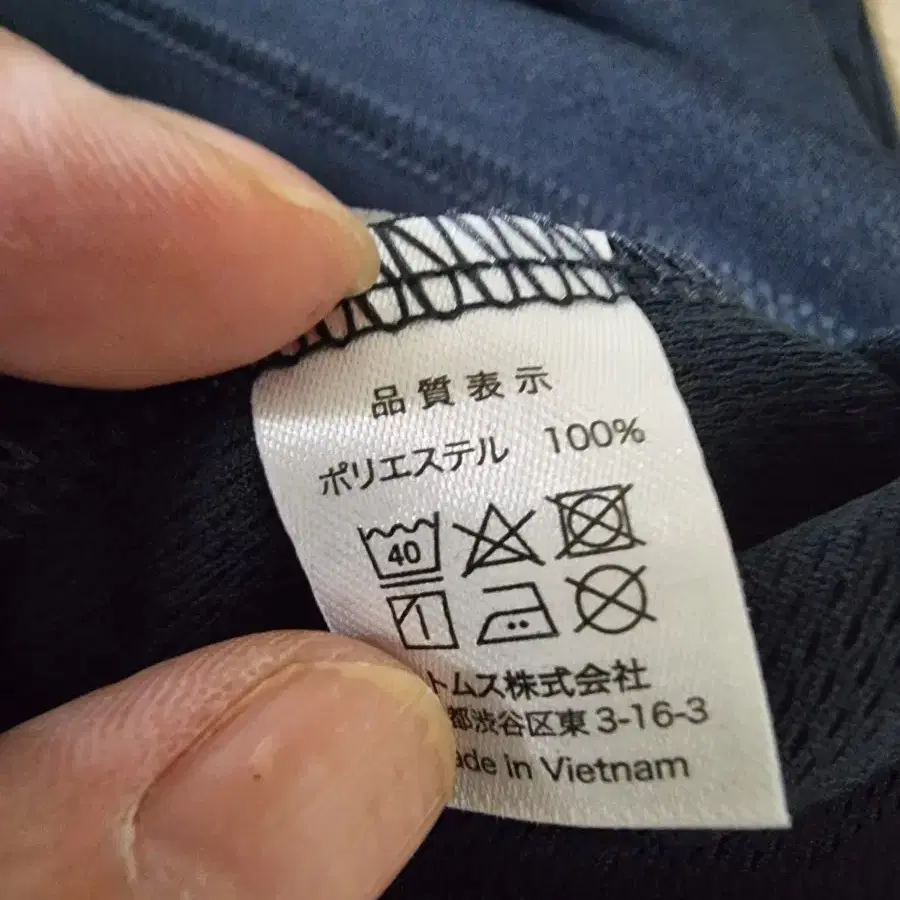 品質表示
ポリエステル 100%
40
トムス株式会社
都渋谷区東 3-16-3
ade in Vietnam